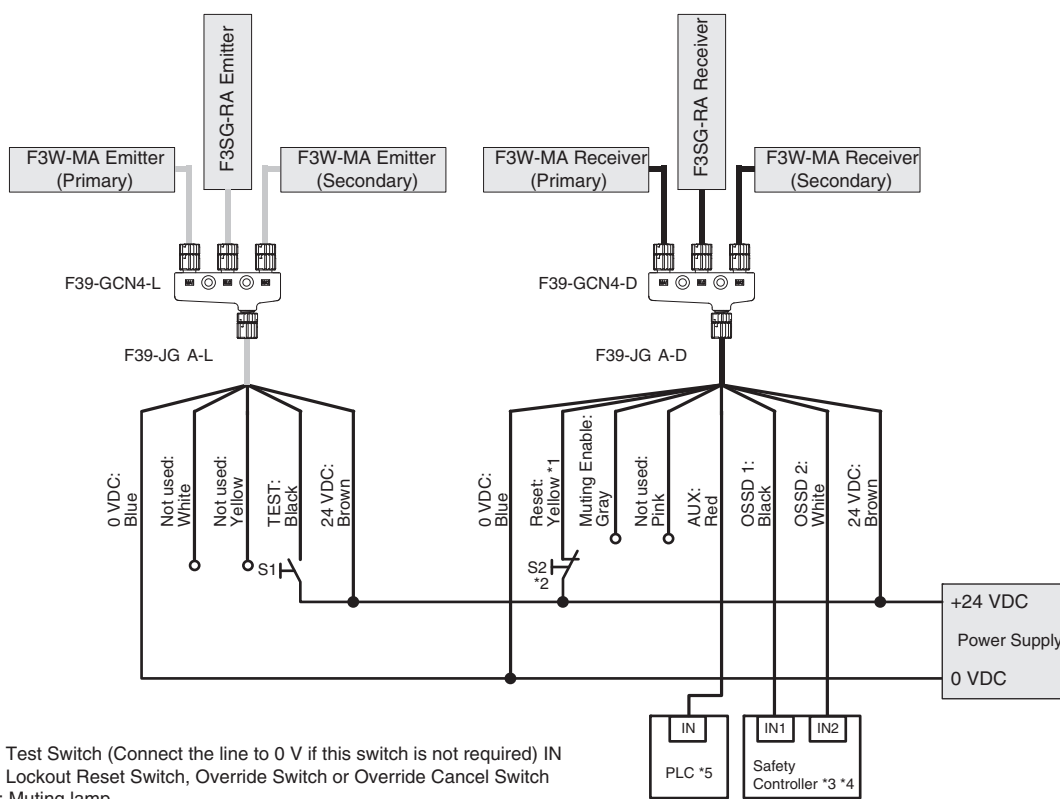 F3SG-RA Emitter
F3W-MA Emitter
(Primary)
F3W-MA Emitter
(Secondary)
F3SG-RA Receiver
F3W-MA Receiver
(Primary)
F3W-MA Receiver
(Secondary)
F39-GCN4-L
F39-GCN4-D
F39-JG A-L
F39-JG A-D
0 VDC:
Blue
Not used:
White
Not used:
Yellow
TEST:
Black
24 VDC:
Brown
0 VDC:
Blue
Reset:
Yellow *1
Muting Enable:
Gray
Not used:
Pink
AUX:
Red
OSSD 1:
Black
OSSD 2:
White
24 VDC:
Brown
S1
S2
*2
+24 VDC
Power Supply
0 VDC
IN
PLC *5
IN1
IN2
Safety
Controller *3 *4
Test Switch (Connect the line to 0 V if this switch is not required) IN
Lockout Reset Switch, Override Switch or Override Cancel Switch
: Muting lamp